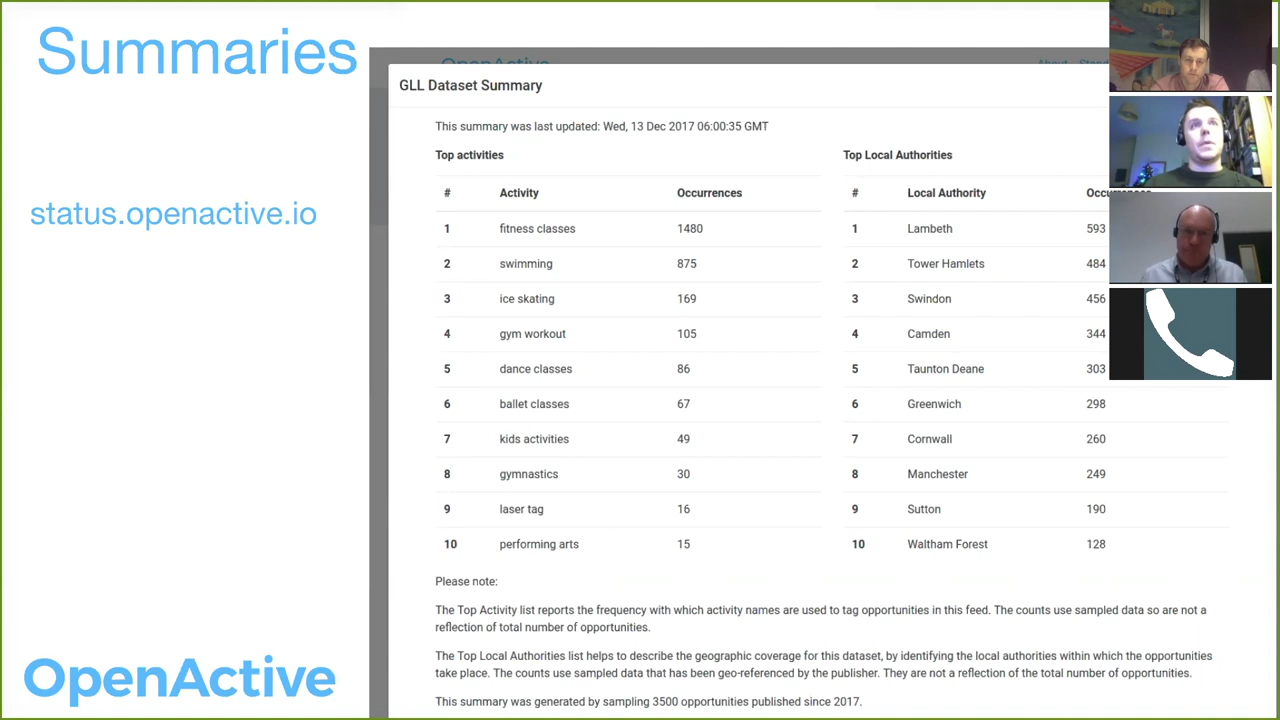 Summaries
status.openactive.io
OpenActive
GLL Dataset Summary
This summary was last updated: Wed, 13 Dec 2017 06:00:35 GMT
Top activities
# Activity Occurrences
1 fitness classes 1480
2 swimming 875
3 ice skating 169
4 gym workout 105
5 dance classes 86
6 ballet classes 67
7 kids activities 49
8 gymnastics 30
9 laser tag 16
10 performing arts 15
Top Local Authorities
# Local Authority
1 Lambeth 593
2 Tower Hamlets 484
3 Swindon 456
4 Camden 344
5 Taunton Deane 303
6 Greenwich 298
7 Cornwall 260
8 Manchester 249
9 Sutton 190
10 Waltham Forest 128
Please note:
The Top Activity list reports the frequency with which activity names are used to tag opportunities in this feed. The counts use sampled data so are not a
reflection of total number of opportunities.
The Top Local Authorities list helps to describe the geographic coverage for this dataset, by identifying the local authorities within which the opportunities
take place. The counts use sampled data that has been geo-referenced by the publisher. They are not a reflection of the total number of opportunities.
This summary was generated by sampling 3500 opportunities published since 2017.